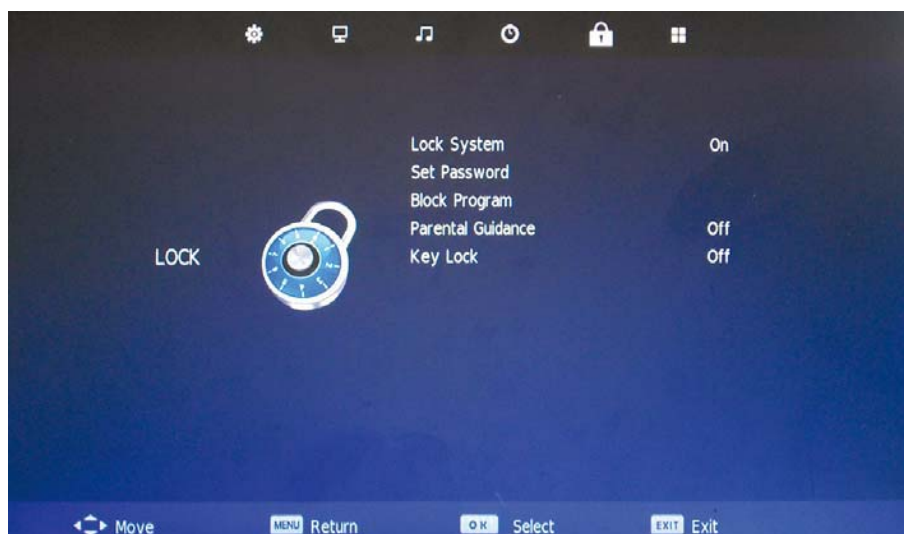 Lock System On
Set Password
Block Program
Parental Guidance Off
Key Lock Off
LOCK
Move MENU Return OK Select EXIT Exit